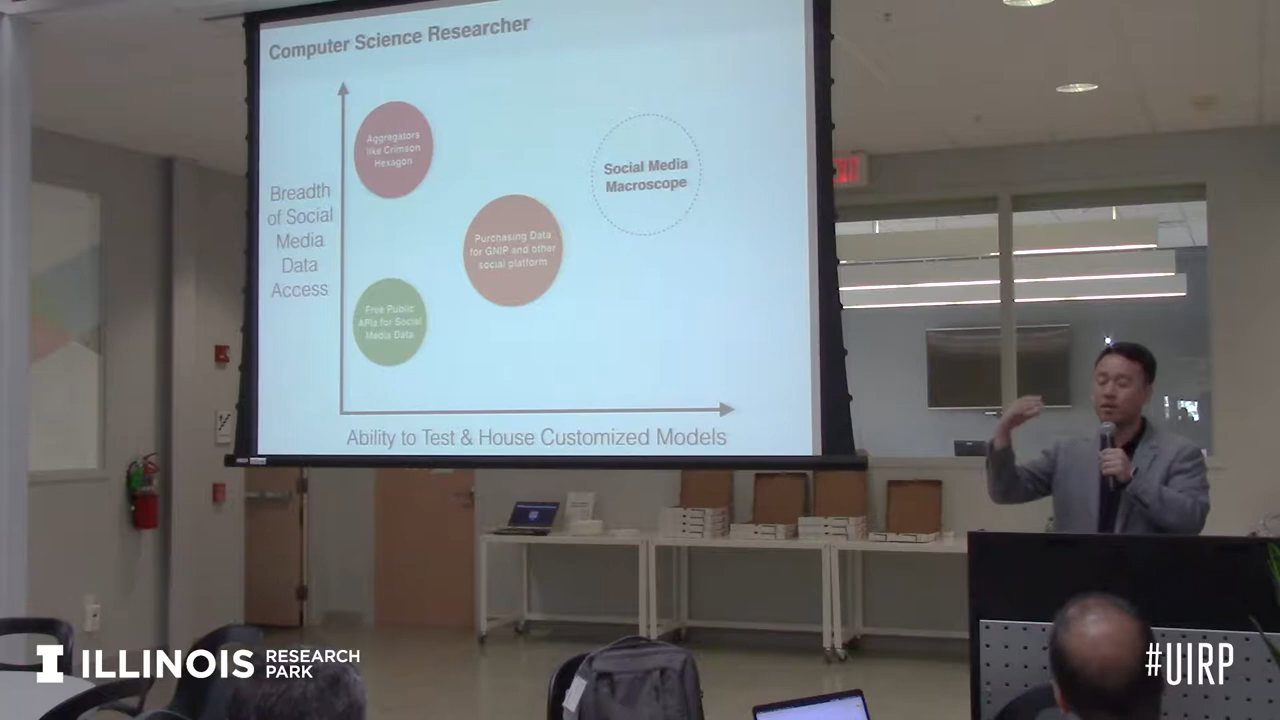 Computer Science Researcher
Aggregators
like Crimson
Hexagon
Social Media
Macroscope
Breadth
of Social
Media
Data
Access
Purchasing Data
for GNIP and other
social platform
Free Public
APIs for Social
Media Data
Ability to Test & House Customized Models
EXIT
ILLINOIS RESEARCH
PARK
#UIRP